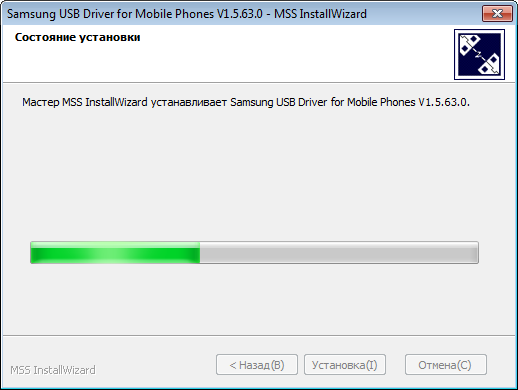 Samsung USB Driver for Mobile Phones V1.5.63.0 - MSS InstallWizard
Состояние установки
Мастер MSS InstallWizard устанавливает Samsung USB Driver for Mobile Phones V1.5.63.0.
MSS InstallWizard
< Назад(B)
Установка(I)
Отмена(C)